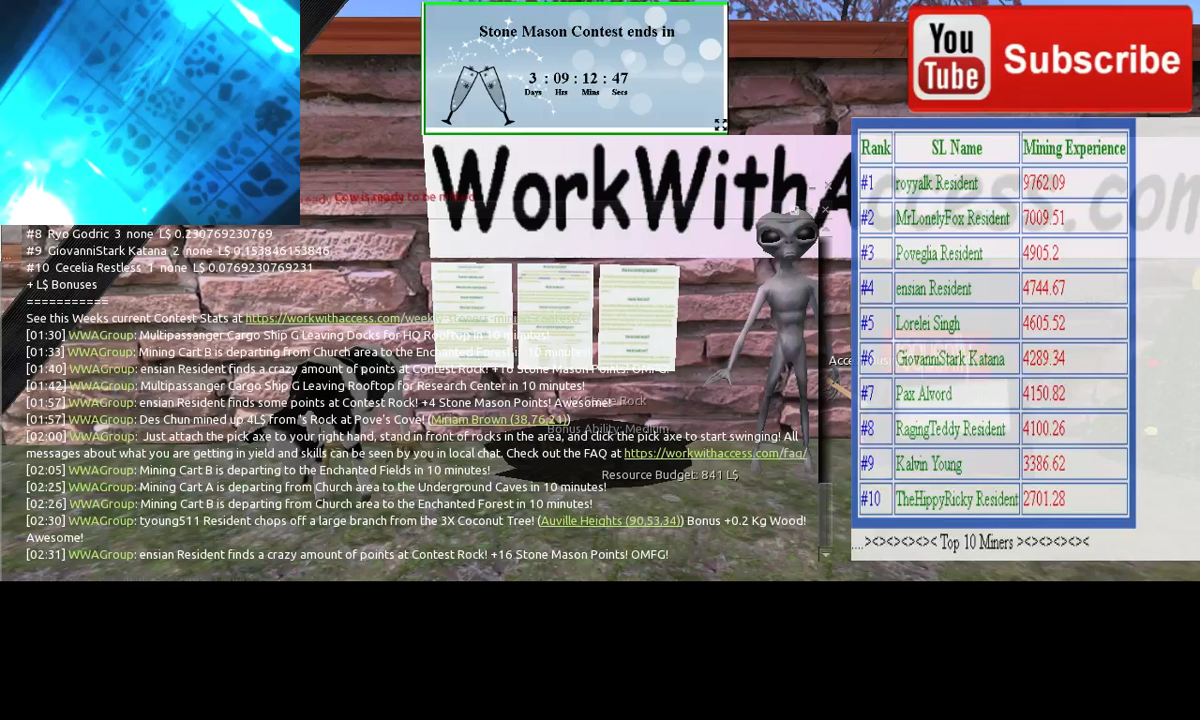 Stone Mason Contest ends in
3 : 09 : 12 : 47
Days Hrs Mins Secs
You Tube Subscribe
WorkWithAccess.com
Cow is ready to be milked
#8 Ryo Godric 3 none L$ 0.230769230769
#9 GiovanniStark Katana 2 none L$ 0.153846153846
#10 Cecelia Restless 1 none L$ 0.0769230769231
+ L$ Bonuses
===========
See this Weeks current Contest Stats at https://workwithaccess.com/weekly-
[01:30] WWAGroup: Multipassanger Cargo Ship G Leaving Docks for HQ Rooftop in 10 minutes!
[01:33] WWAGroup: Mining Cart B is departing from Church area to the Enchanted Forest in 10 minutes!
[01:40] WWAGroup: ensian Resident finds a crazy amount of points at Contest Rock! +16 Stone Mason Points! OMFG!
[01:42] WWAGroup: Multipassanger Cargo Ship G Leaving Rooftop for Research Center in 10 minutes!
[01:57] WWAGroup: ensian Resident finds some points at Contest Rock! +4 Stone Mason Points! Awesome!
[01:57] WWAGroup: Des Chun mined up 4L$ from 's Rock at Pove's Cove! (Miriam Brown (38,76,21))
[02:00] WWAGroup: Just attach the pick axe to your right hand, stand in front of rocks in the area, and click the pick axe to start swinging! All
messages about what you are getting in yield and skills can be seen by you in local chat. Check out the FAQ at https://workwithaccess.com/faq/
[02:05] WWAGroup: Mining Cart B is departing to the Enchanted Fields in 10 minutes!
[02:25] WWAGroup: Mining Cart A is departing from Church area to the Underground Caves in 10 minutes!
[02:26] WWAGroup: Mining Cart B is departing from Church area to the Enchanted Forest in 10 minutes!
[02:30] WWAGroup: tyoung511 Resident chops off a large branch from the 3X Coconut Tree! (Auville Heights (90,53,34)) Bonus +0.2 Kg Wood!
Awesome!
[02:31] WWAGroup: ensian Resident finds a crazy amount of points at Contest Rock! +16 Stone Mason Points! OMFG!
Rock
Bonus Ability: Medium
Resource Budget: 841 L$
Rank SL Name Mining Experience
#1 royyalk Resident 9762.09
#2 MrLonelyFox Resident 7009.51
#3 Poveglia Resident 4905.2
#4 ensian Resident 4744.67
#5 Lorelei Singh 4605.52
#6 GiovanniStark Katana 4289.34
#7 Pax Alvord 4150.82
#8 RagingTeddy Resident 4100.26
#9 Kalvin Young 3386.62
#10 TheHippyRicky Resident 2701.28
....><><><><>< Top 10 Miners ><><><><><